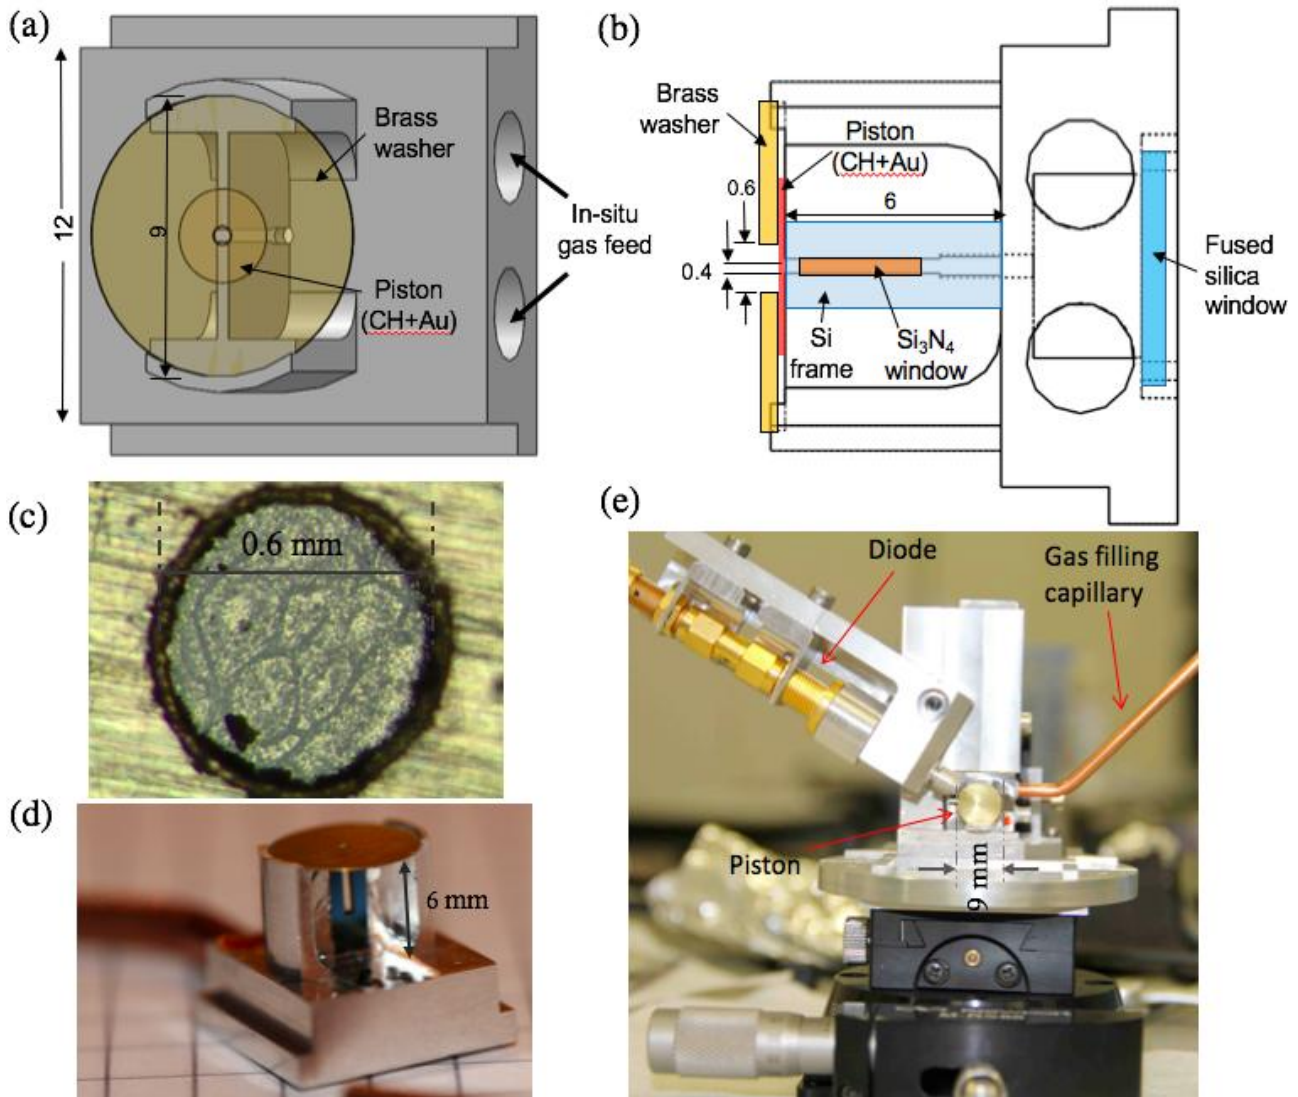 (a)
12
9
Brass
washer
In-situ
gas feed
Piston
(CH+Au)
(b)
Brass
washer
Piston
(CH+Au)
0.6
6
0.4
Si
frame
Si₃N₄
window
Fused
silica
window
(c)
0.6 mm
(d)
6 mm
(e)
Diode
Gas filling
capillary
Piston
9 mm